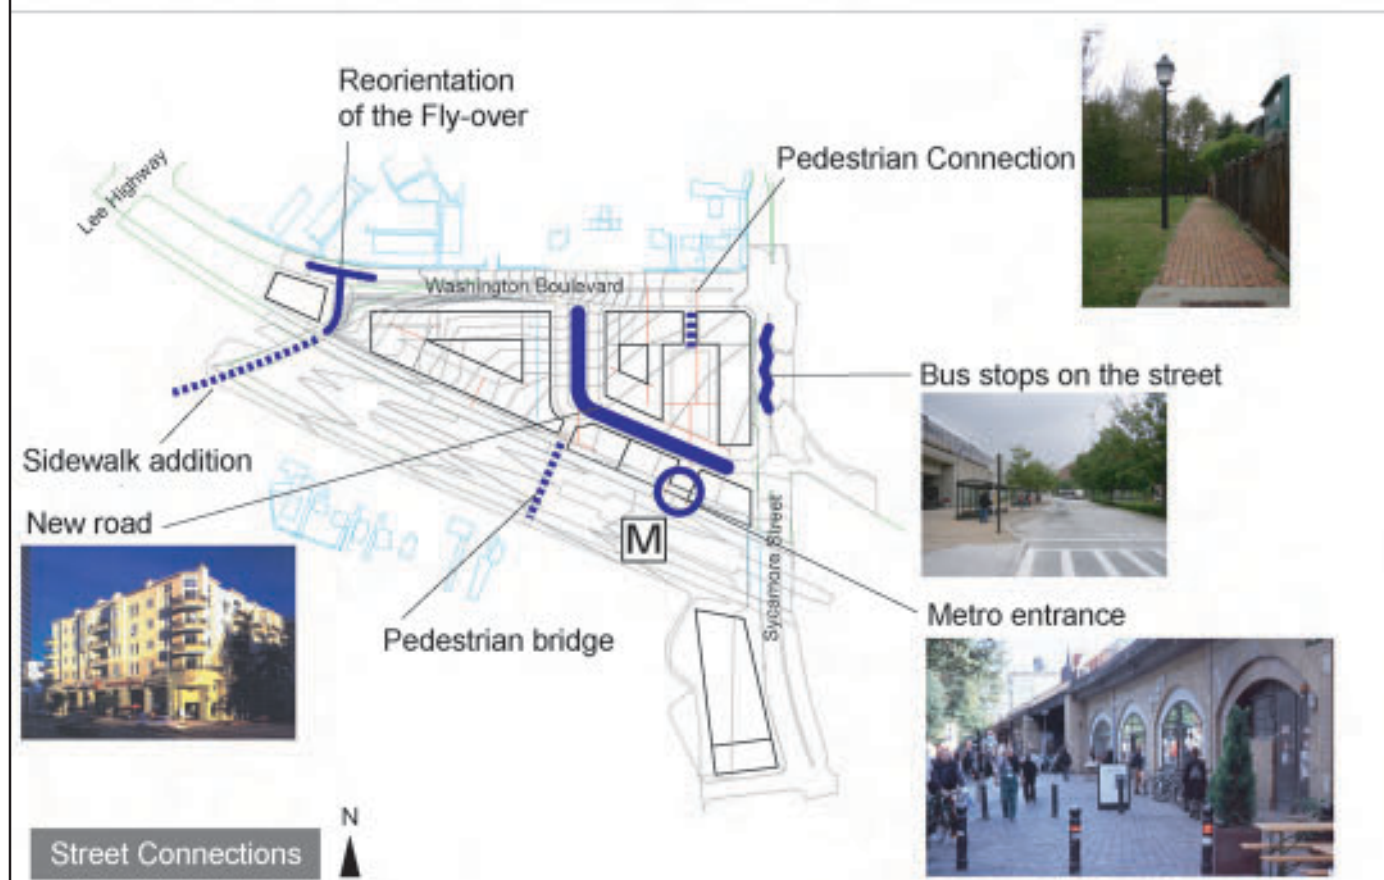 Reorientation
of the Fly-over
Pedestrian Connection
Lee Highway
Washington Boulevard
Bus stops on the street
Sidewalk addition
New road
M
Sycamore Street
Metro entrance
Pedestrian bridge
N
Street Connections